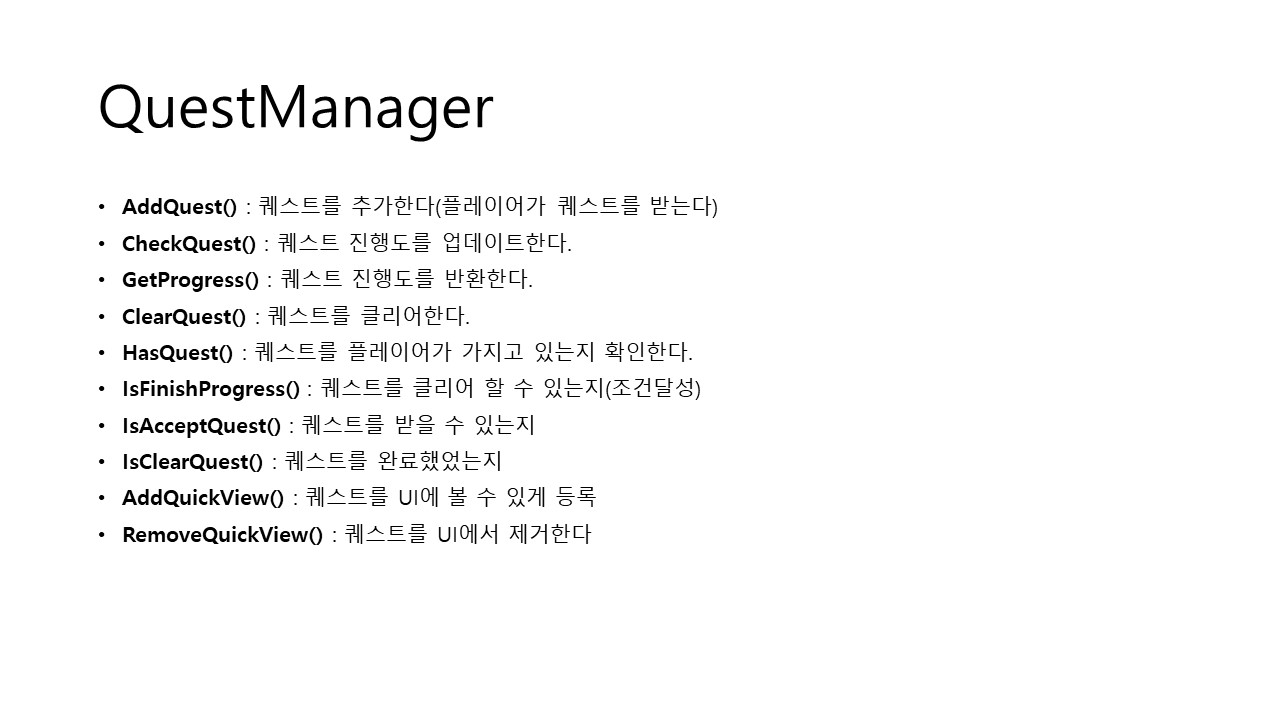 QuestManager
• AddQuest() : 퀘스트를 추가한다(플레이어가 퀘스트를 받는다)
• CheckQuest() : 퀘스트 진행도를 업데이트한다.
• GetProgress() : 퀘스트 진행도를 반환한다.
• ClearQuest() : 퀘스트를 클리어한다.
• HasQuest() : 퀘스트를 플레이어가 가지고 있는지 확인한다.
• IsFinishProgress() : 퀘스트를 클리어 할 수 있는지(조건달성)
• IsAcceptQuest() : 퀘스트를 받을 수 있는지
• IsClearQuest() : 퀘스트를 완료했었는지
• AddQuickView() : 퀘스트를 UI에 볼 수 있게 등록
• RemoveQuickView() : 퀘스트를 UI에서 제거한다